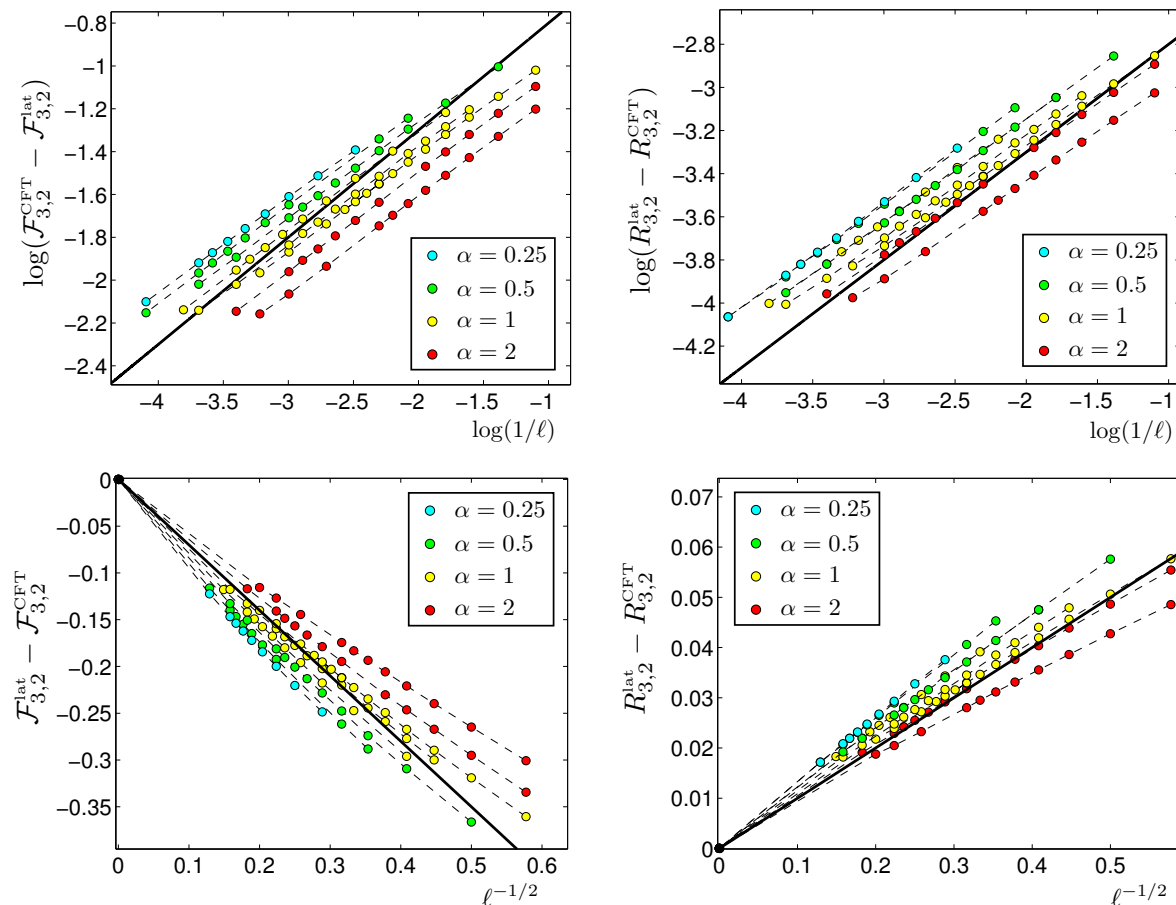 −0.8
−1
−1.2
−1.4
−1.6
−1.8
−2
−2.2
−2.4
log(ℱ^CFT_3,2 − ℱ^lat_3,2)
−4 −3.5 −3 −2.5 −2 −1.5 −1
log(1/ℓ)
α = 0.25
α = 0.5
α = 1
α = 2
−2.8
−3
−3.2
−3.4
−3.6
−3.8
−4
−4.2
log(R^lat_3,2 − R^CFT_3,2)
−4 −3.5 −3 −2.5 −2 −1.5 −1
log(1/ℓ)
α = 0.25
α = 0.5
α = 1
α = 2
0
−0.05
−0.1
−0.15
−0.2
−0.25
−0.3
−0.35
ℱ^lat_3,2 − ℱ^CFT_3,2
0 0.1 0.2 0.3 0.4 0.5 0.6
ℓ^−1/2
α = 0.25
α = 0.5
α = 1
α = 2
0.07
0.06
0.05
0.04
0.03
0.02
0.01
0
R^lat_3,2 − R^CFT_3,2
0 0.1 0.2 0.3 0.4 0.5
ℓ^−1/2
α = 0.25
α = 0.5
α = 1
α = 2